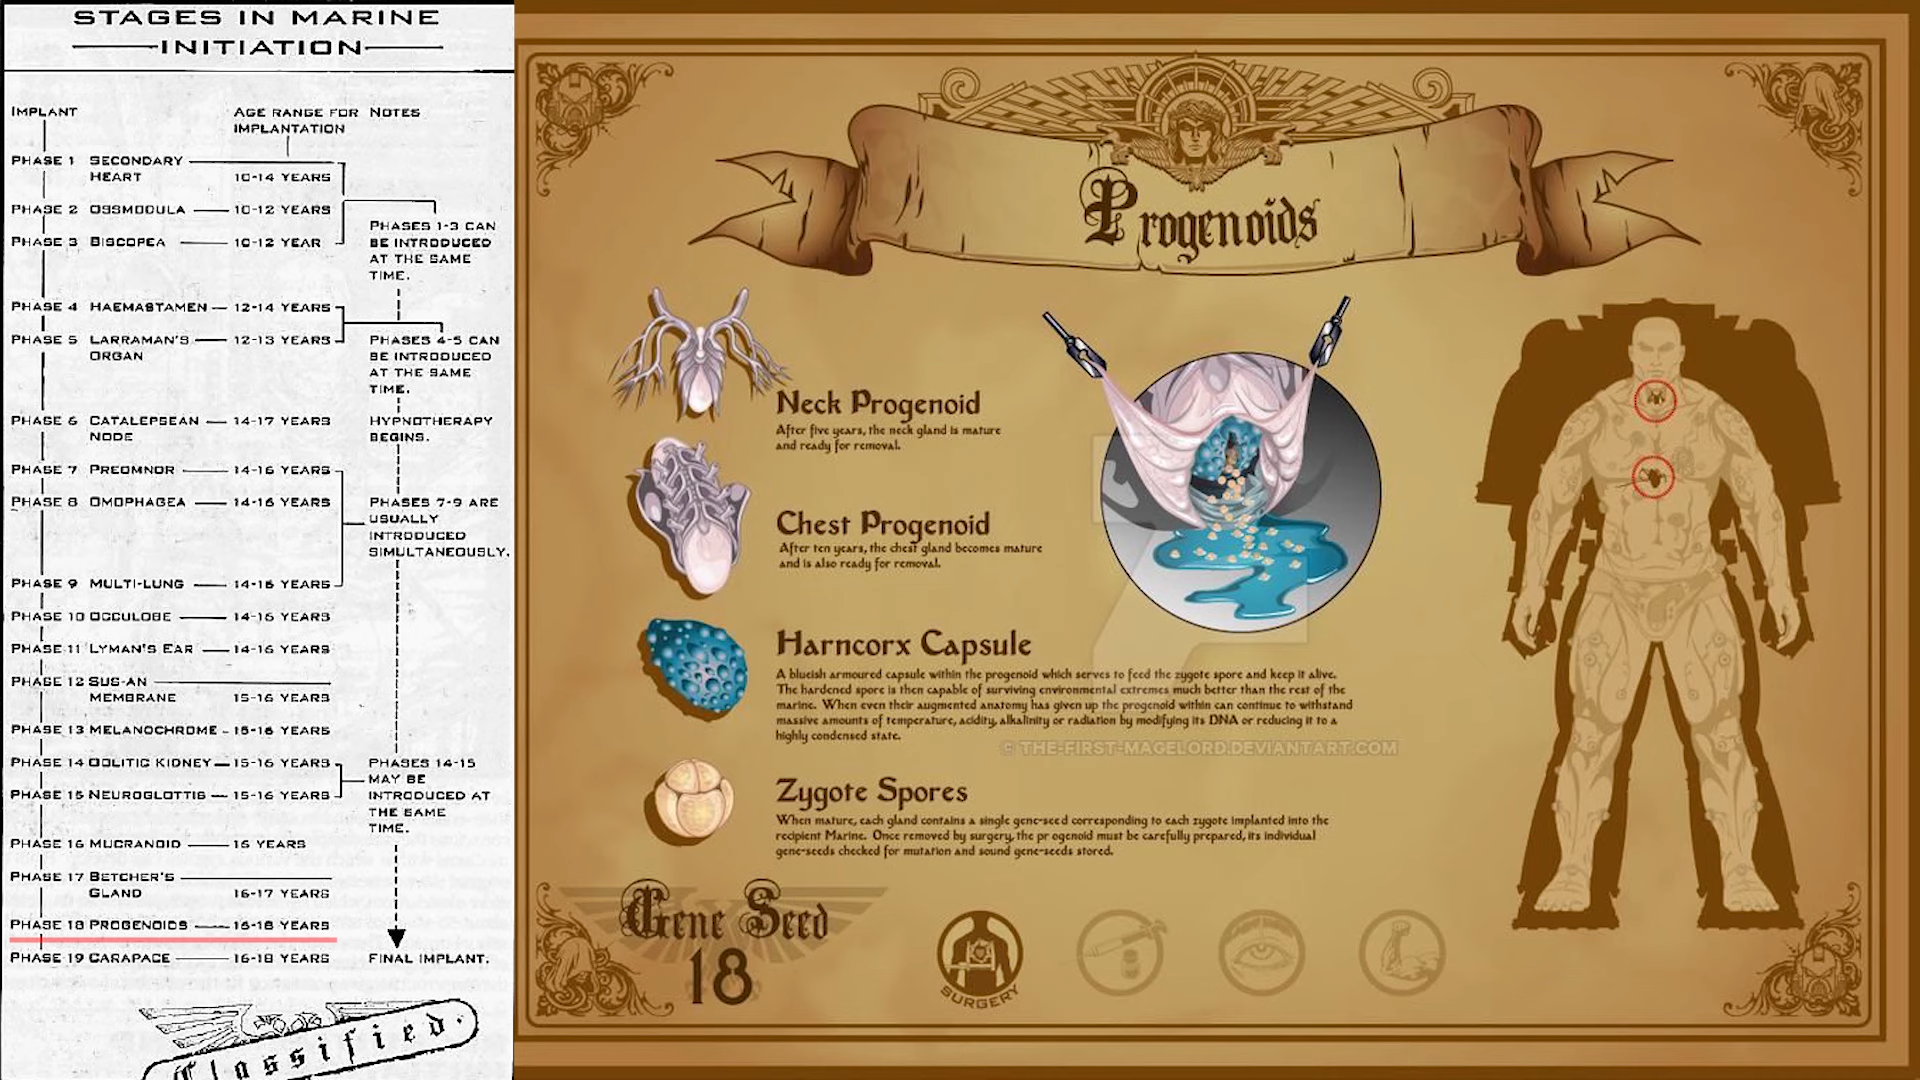 STAGES IN MARINE
INITIATION
IMPLANT
AGE RANGE FOR IMPLANTATION
NOTES
PHASE 1 SECONDARY HEART 10-14 YEARS
PHASE 2 OSSMODULA 10-12 YEARS
PHASE 3 BISCOPEA 10-12 YEAR
PHASES 1-3 CAN
BE INTRODUCED
AT THE SAME
TIME.
PHASE 4 HAEMASTAMEN 12-14 YEARS
PHASE 5 LARRAMAN'S ORGAN 12-13 YEARS
PHASES 4-5 CAN
BE INTRODUCED
AT THE SAME
TIME.
PHASE 6 CATALEPSEAN NODE 14-17 YEARS
HYPNOTHERAPY
BEGINS.
PHASE 7 PREOMNOR 14-16 YEARS
PHASE 8 OMOPHAGEA 14-16 YEARS
PHASES 7-9 ARE
USUALLY
INTRODUCED
SIMULTANEOUSLY.
PHASE 9 MULTI-LUNG 14-16 YEARS
PHASE 10 OCCULOBE 14-16 YEARS
PHASE 11 LYMAN'S EAR 14-16 YEARS
PHASE 12 SUS-AN MEMBRANE 15-16 YEARS
PHASE 13 MELANOCHROME 15-16 YEARS
PHASE 14 OOLITIC KIDNEY 15-16 YEARS
PHASE 15 NEUROGLOTTIS 15-16 YEARS
PHASES 14-15
MAY BE
INTRODUCED AT
THE SAME
TIME.
PHASE 16 MUCRANOID 16 YEARS
PHASE 17 BETCHER'S GLAND 16-17 YEARS
PHASE 18 PROGENOIDS 16-18 YEARS
PHASE 19 CARAPACE 16-18 YEARS
FINAL IMPLANT.
Classified.
Progenoids
Neck Progenoid
After five years, the neck gland is mature
and ready for removal.
Chest Progenoid
After ten years, the chest gland becomes mature
and is also ready for removal.
Harncorx Capsule
A blueish armoured capsule within the progenoid which serves to feed the zygote spore and keep it alive.
The hardened spore is then capable of surviving environmental extremes much better than the rest of the
marine. When even their augmented anatomy has given up the progenoid within can continue to withstand
massive amounts of temperature, acidity, alkalinity or radiation by modifying its DNA or reducing it to a
highly condensed state.
© THE-FIRST-MAGELORD.DEVIANTART.COM
Zygote Spores
When mature, each gland contains a single gene-seed corresponding to each zygote implanted into the
recipient Marine. Once removed by surgery, the pr ogenoid must be carefully prepared, its individual
gene-seeds checked for mutation and sound gene-seeds stored.
Gene Seed
18
SURGERY